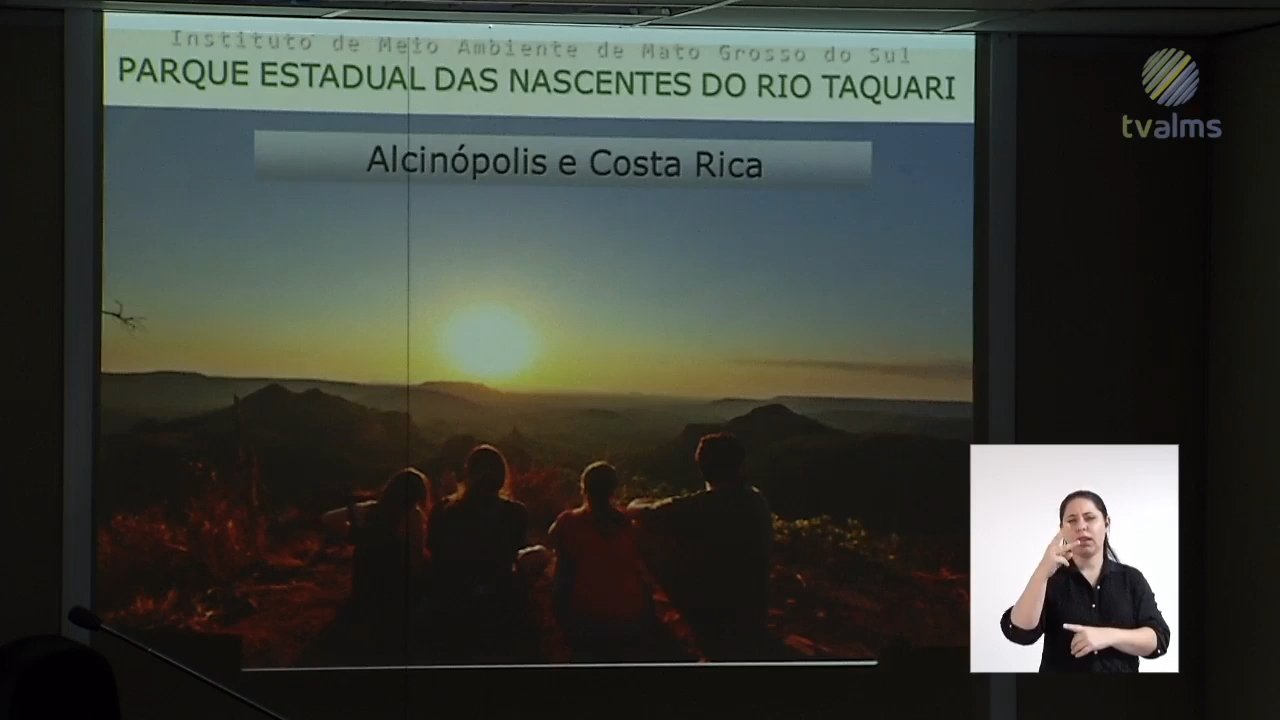 Instituto de Meio Ambiente de Mato Grosso do Sul
PARQUE ESTADUAL DAS NASCENTES DO RIO TAQUARI
Alcinópolis e Costa Rica
tvalms